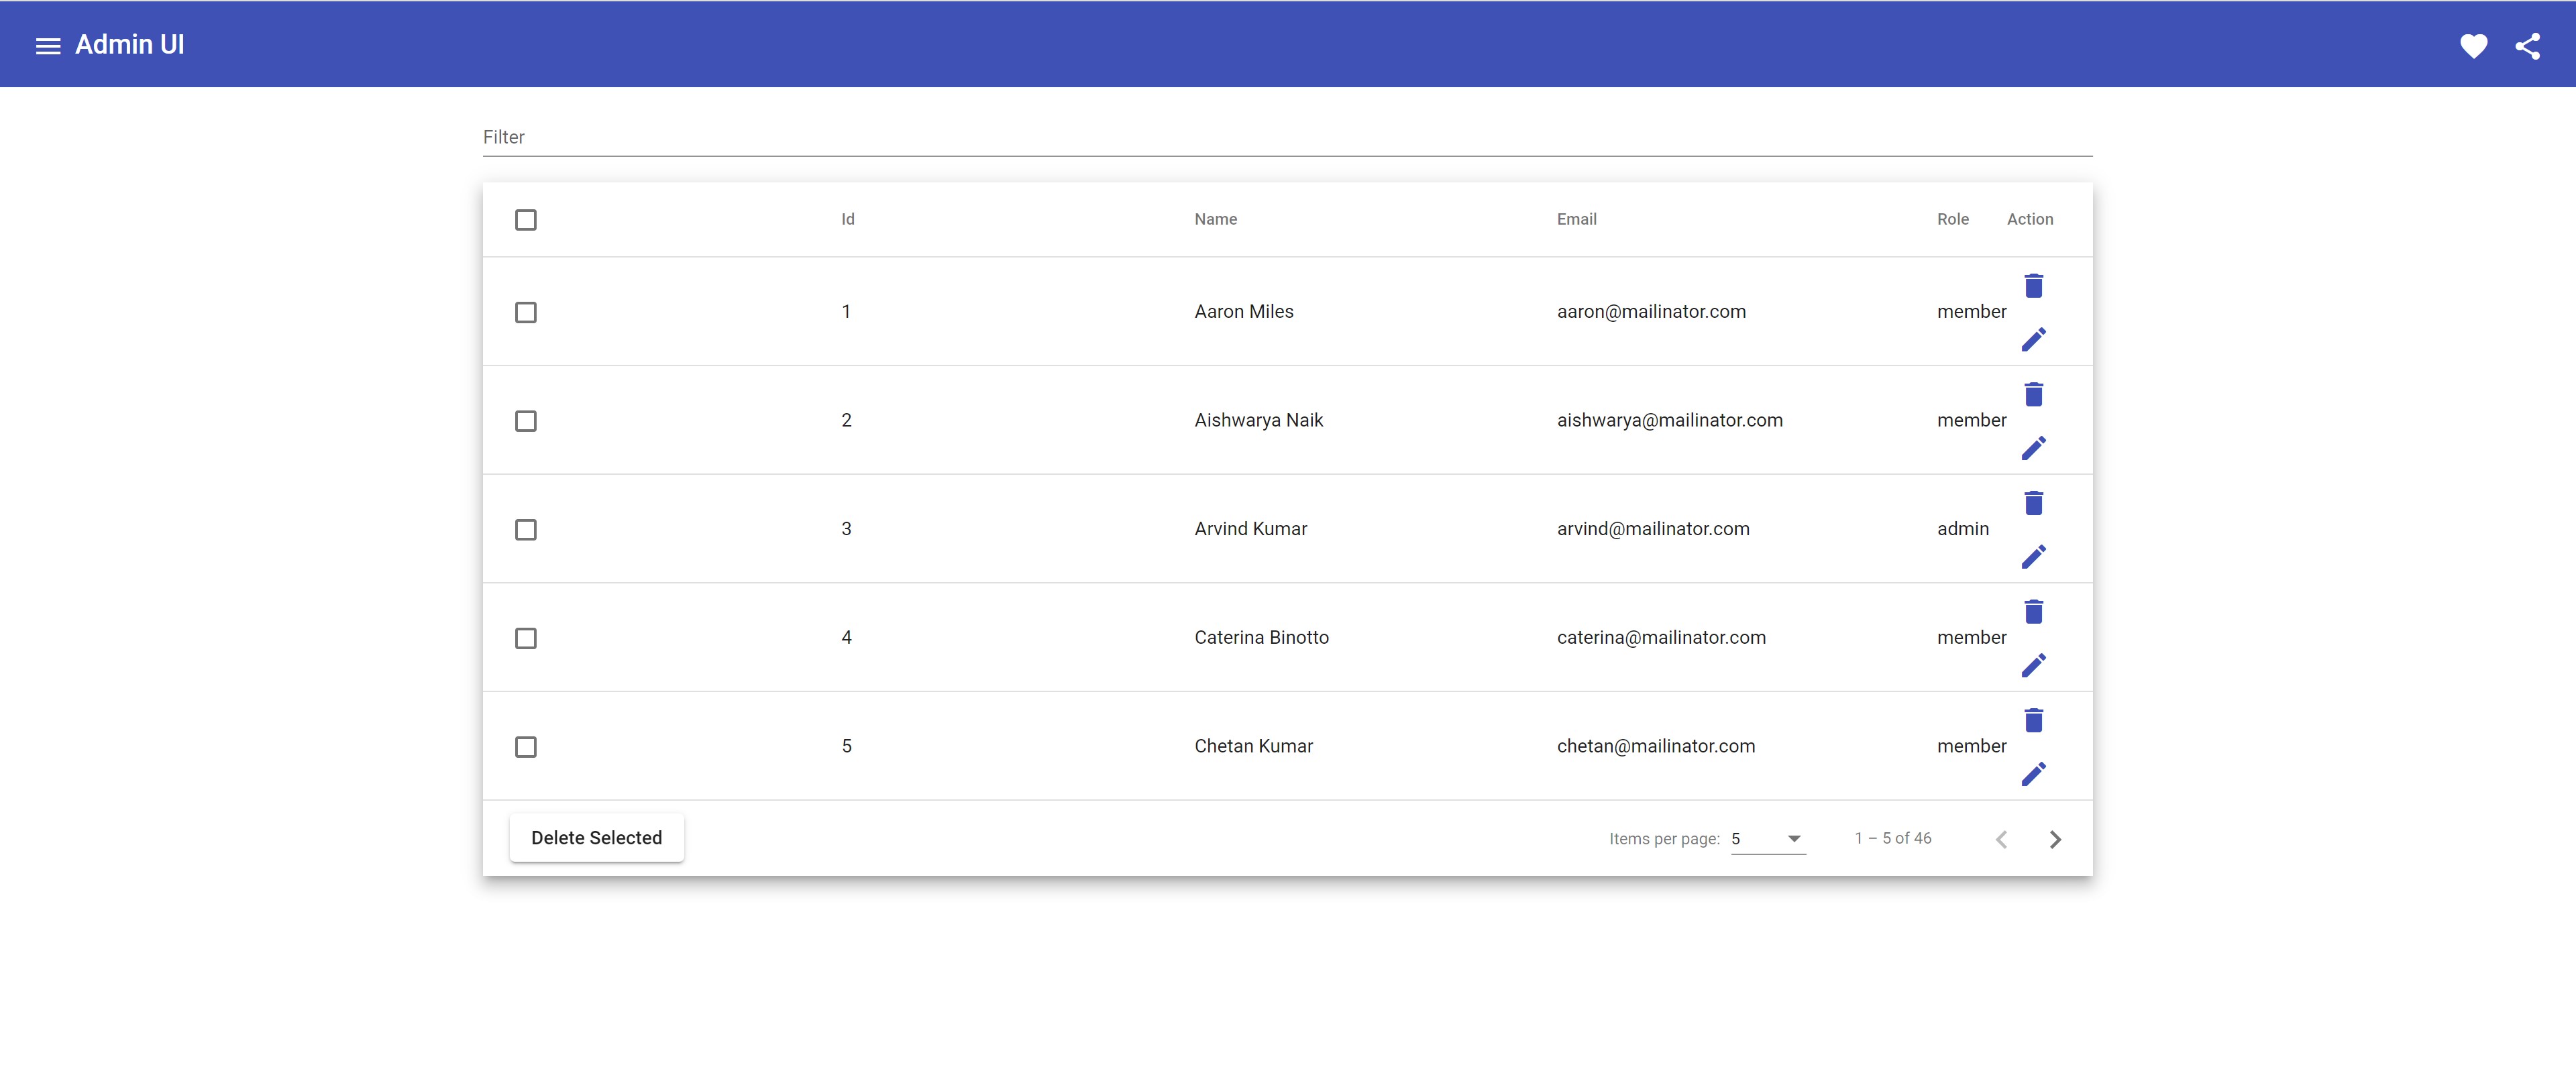 Admin UI
Filter
Id Name Email Role Action
1 Aaron Miles aaron@mailinator.com member
2 Aishwarya Naik aishwarya@mailinator.com member
3 Arvind Kumar arvind@mailinator.com admin
4 Caterina Binotto caterina@mailinator.com member
5 Chetan Kumar chetan@mailinator.com member
Delete Selected Items per page: 5 1 – 5 of 46